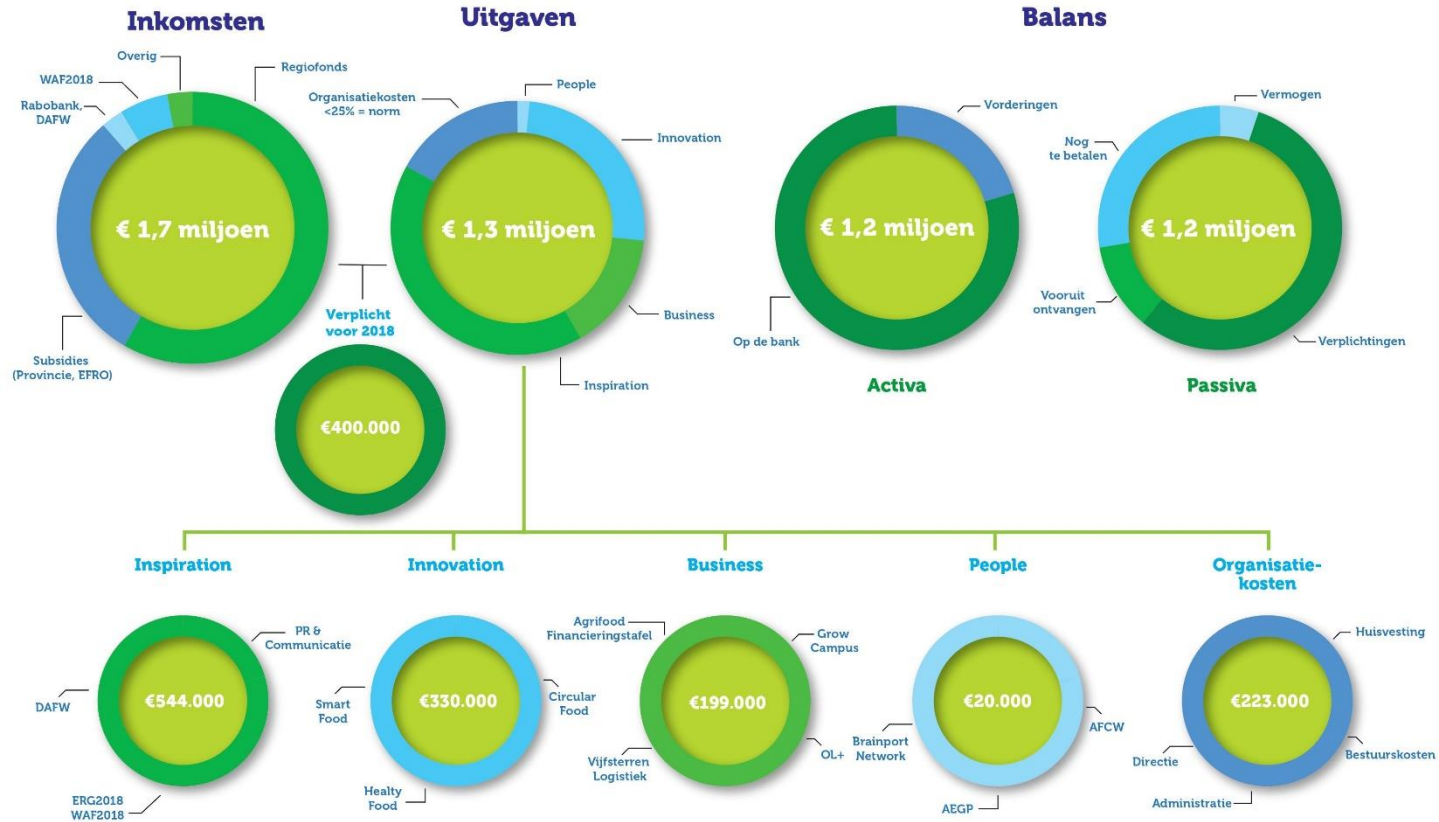 Inkomsten
Overig
WAF2018
Rabobank,
DAFW
Regiofonds
€ 1,7 miljoen
Subsidies
(Provincie, EFRO)
Uitgaven
People
Organisatiekosten
<25% = norm
Innovation
€ 1,3 miljoen
Business
Inspiration
Verplicht
voor 2018
€400.000
Balans
Vorderingen
€ 1,2 miljoen
Op de bank
Activa
Vermogen
Nog
te betalen
€ 1,2 miljoen
Vooruit
ontvangen
Verplichtingen
Passiva
Inspiration
PR &
Communicatie
DAFW
€544.000
ERG2018
WAF2018
Innovation
Smart
Food
€330.000
Circular
Food
Healty
Food
Business
Agrifood
Financieringstafel
Grow
Campus
€199.000
Vijfsterren
Logistiek
OL+
People
€20.000
AFCW
Brainport
Network
AEGP
Organisatie-
kosten
Huisvesting
€223.000
Bestuurskosten
Directie
Administratie